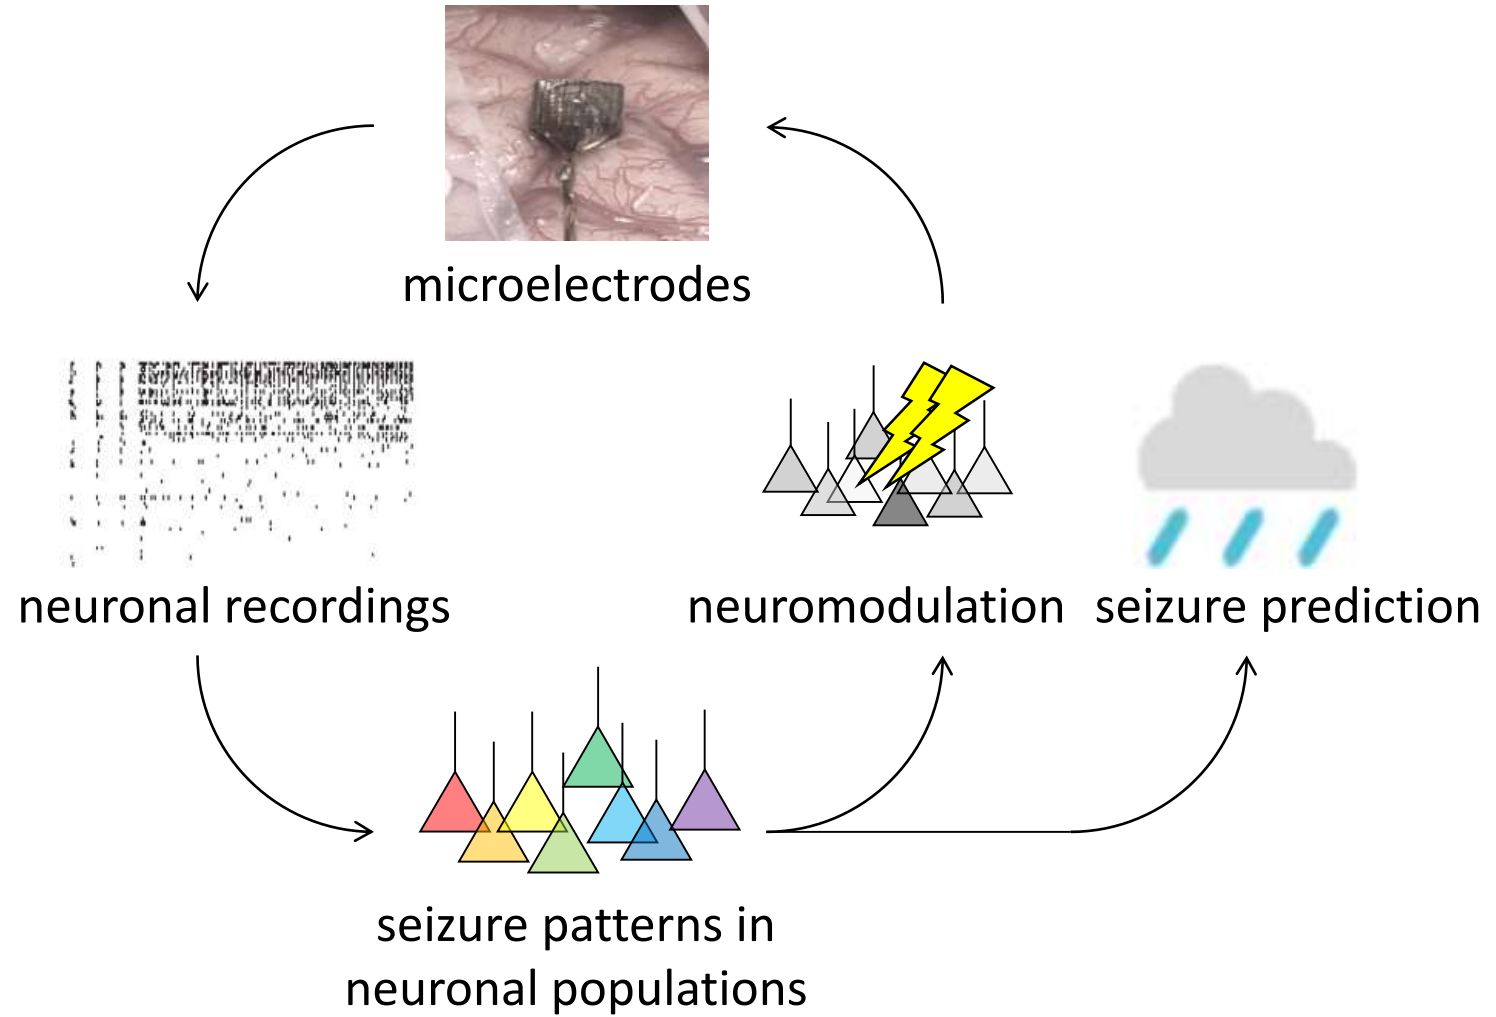 microelectrodes
neuronal recordings
neuromodulation
seizure prediction
seizure patterns in
neuronal populations